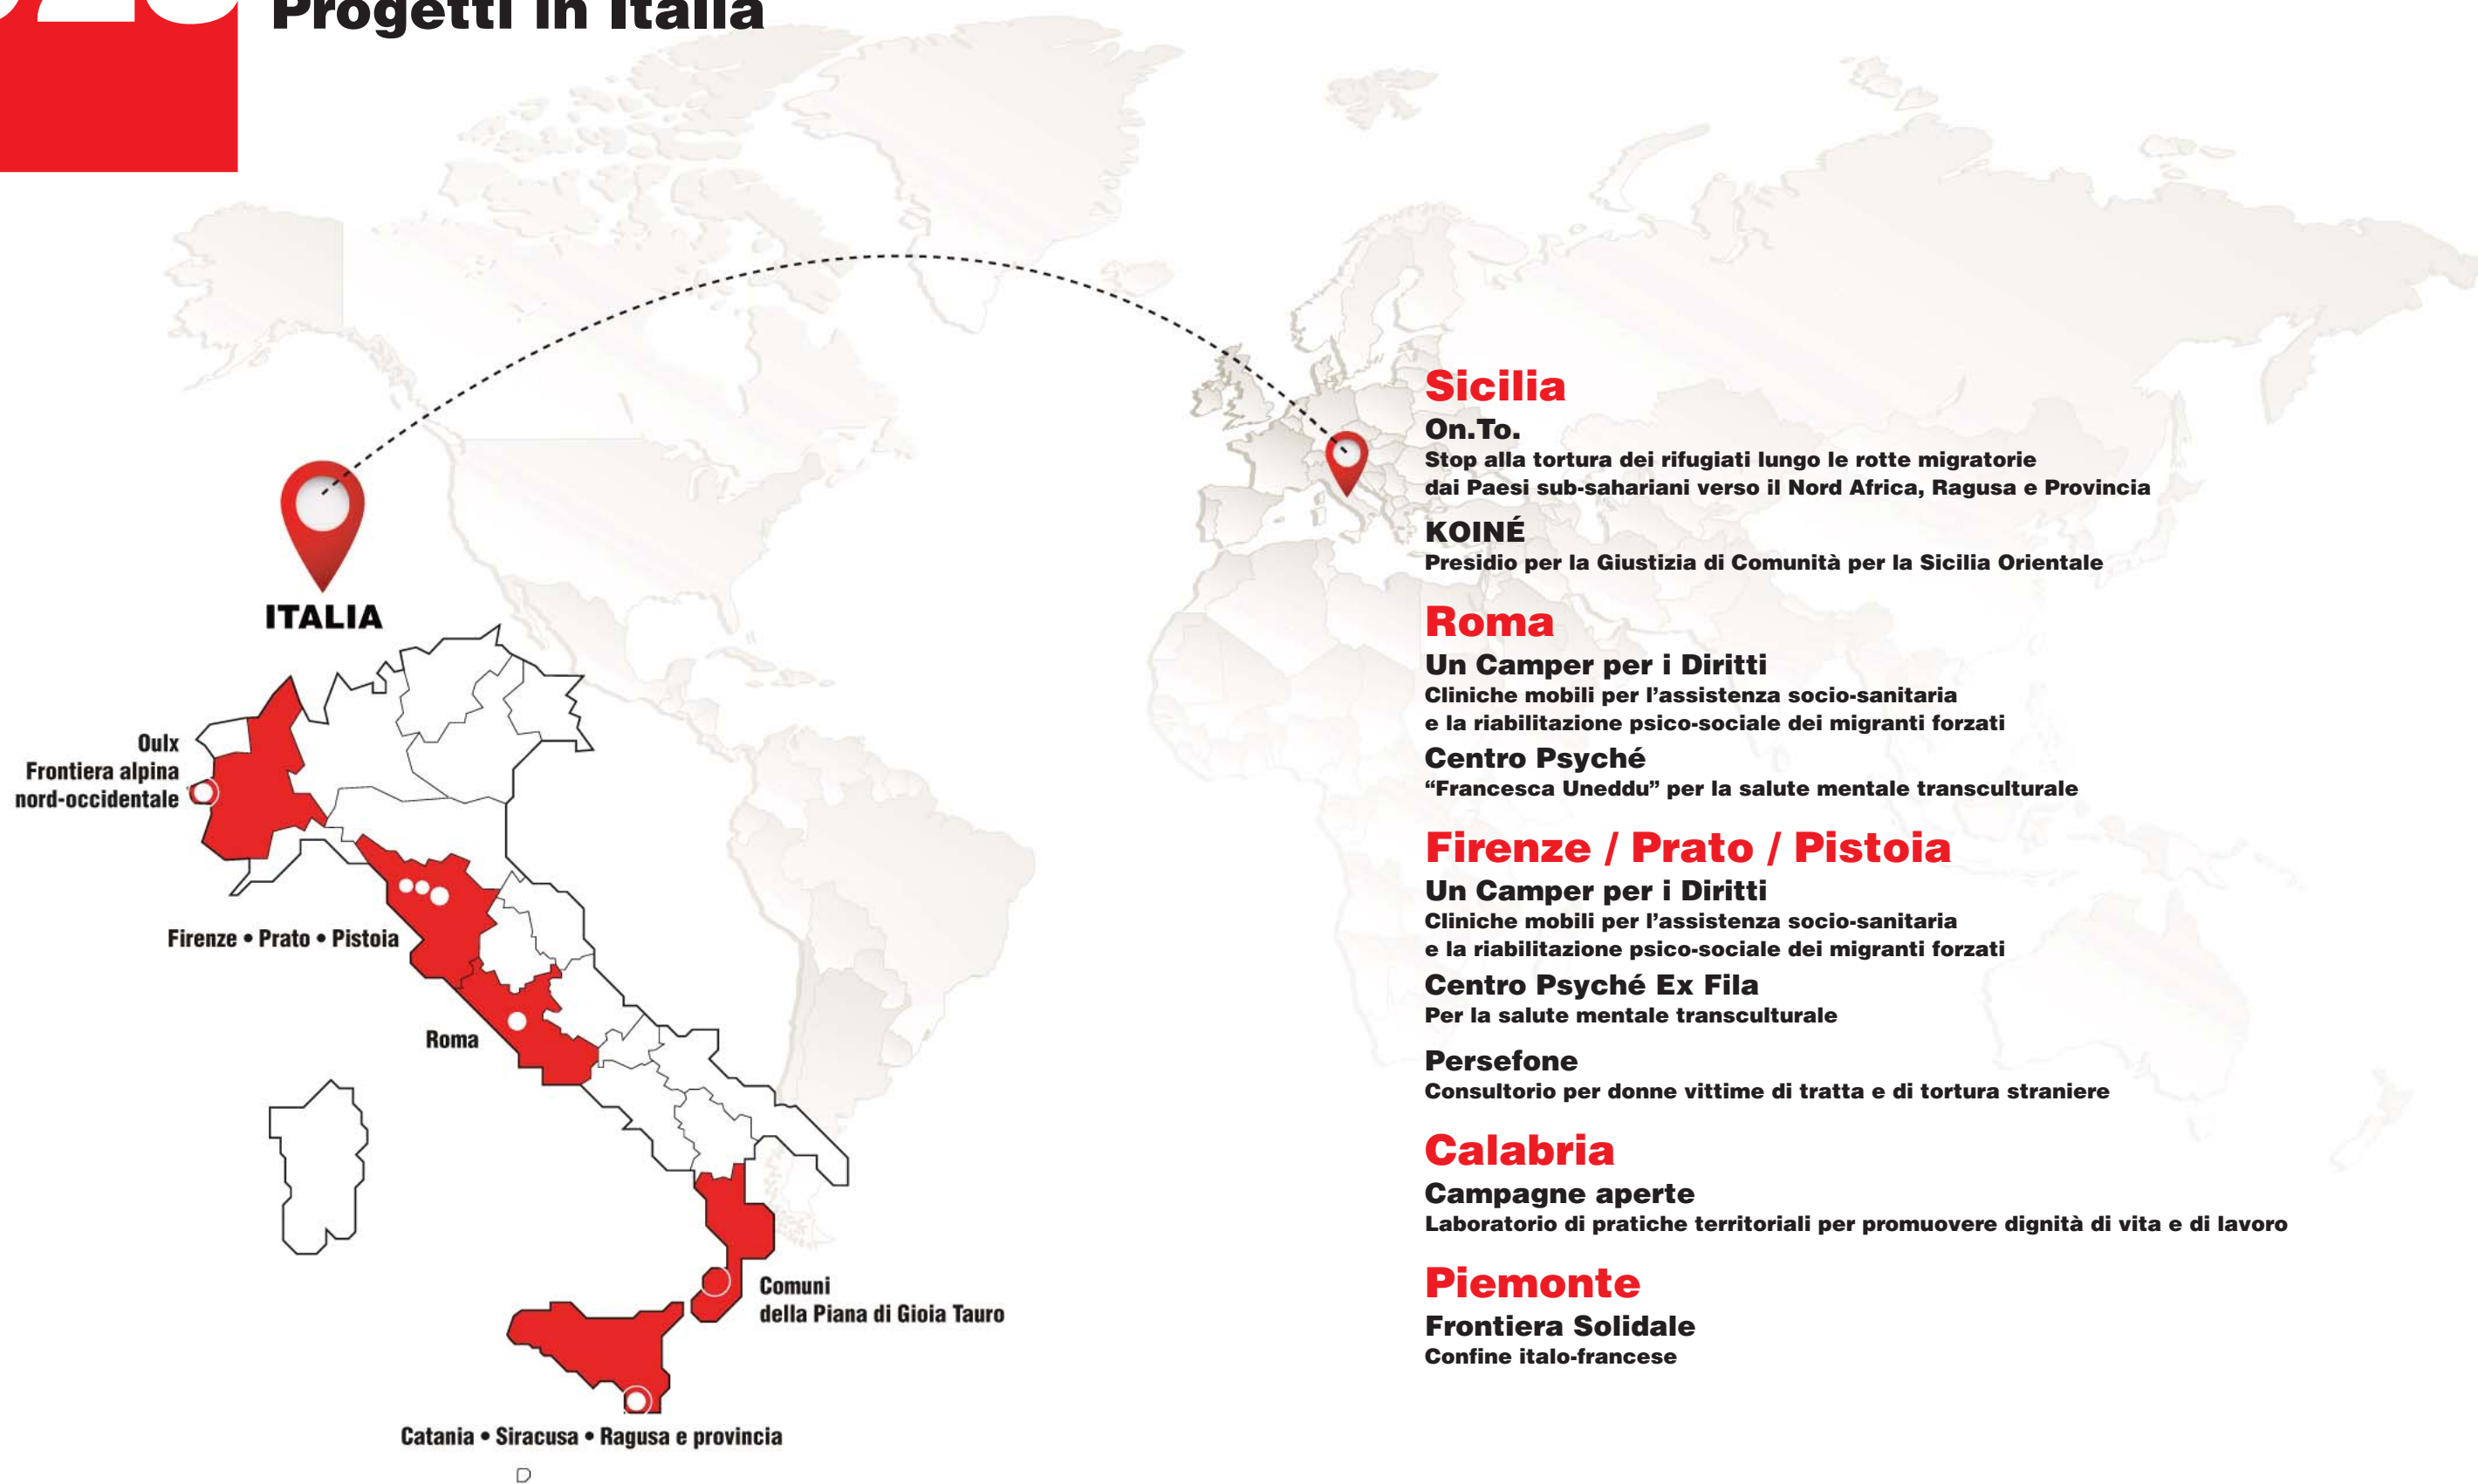 Progetti in Italia
ITALIA
Oulx
Frontiera alpina
nord-occidentale
Firenze • Prato • Pistoia
Roma
Comuni
della Piana di Gioia Tauro
Catania • Siracusa • Ragusa e provincia
Sicilia
On.To.
Stop alla tortura dei rifugiati lungo le rotte migratorie
dai Paesi sub-sahariani verso il Nord Africa, Ragusa e Provincia
KOINÉ
Presidio per la Giustizia di Comunità per la Sicilia Orientale
Roma
Un Camper per i Diritti
Cliniche mobili per l’assistenza socio-sanitaria
e la riabilitazione psico-sociale dei migranti forzati
Centro Psyché
“Francesca Uneddu” per la salute mentale transculturale
Firenze / Prato / Pistoia
Un Camper per i Diritti
Cliniche mobili per l’assistenza socio-sanitaria
e la riabilitazione psico-sociale dei migranti forzati
Centro Psyché Ex Fila
Per la salute mentale transculturale
Persefone
Consultorio per donne vittime di tratta e di tortura straniere
Calabria
Campagne aperte
Laboratorio di pratiche territoriali per promuovere dignità di vita e di lavoro
Piemonte
Frontiera Solidale
Confine italo-francese